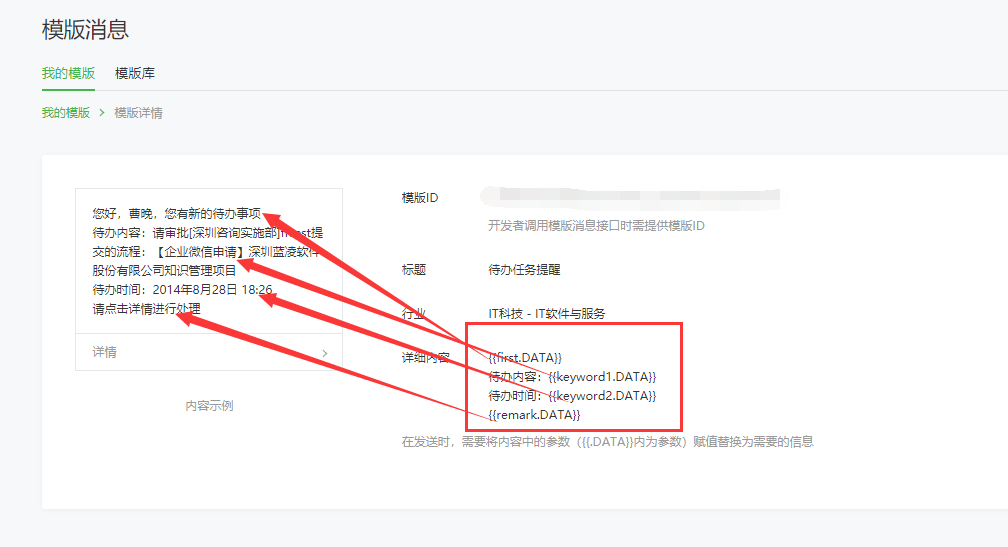 模版消息
我的模版 模版库
我的模版 > 模版详情
您好，曹晚，您有新的待办事项
待办内容：请审批[深圳咨询实施部]
交的流程：【企业微信申请】深圳蓝凌软件
股份有限公司知识管理项目
待办时间：2014年8月28日 18:26
请点击详情进行处理
详情 >
内容示例
模版ID
开发者调用模版消息接口时需提供模版ID
标题 待办任务提醒
行业 IT科技 - IT软件与服务
详细内容 {{first.DATA}}
待办内容：{{keyword1.DATA}}
待办时间：{{keyword2.DATA}}
{{remark.DATA}}
在发送时，需要将内容中的参数（{{.DATA}}内为参数）赋值替换为需要的信息